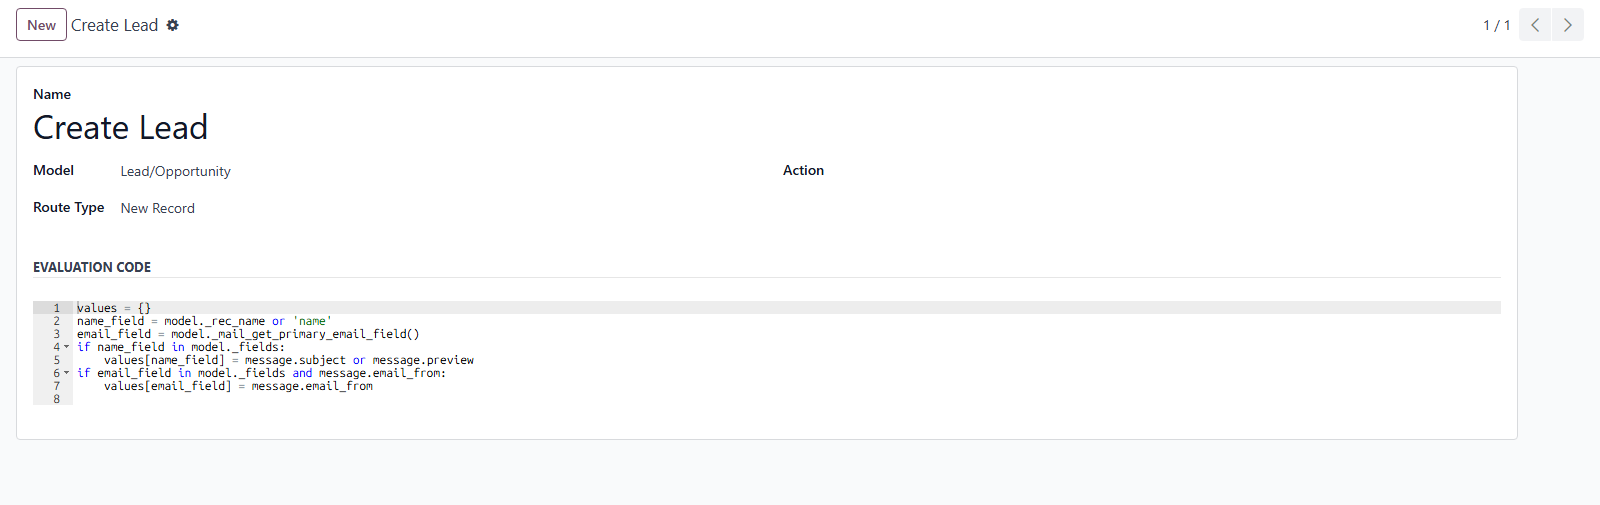 New Create Lead 1 / 1
Name
Create Lead
Model Lead/Opportunity Action
Route Type New Record
EVALUATION CODE
1 values = {}
2 name_field = model._rec_name or 'name'
3 email_field = model._mail_get_primary_email_field()
4 if name_field in model._fields:
5     values[name_field] = message.subject or message.preview
6 if email_field in model._fields and message.email_from:
7     values[email_field] = message.email_from
8